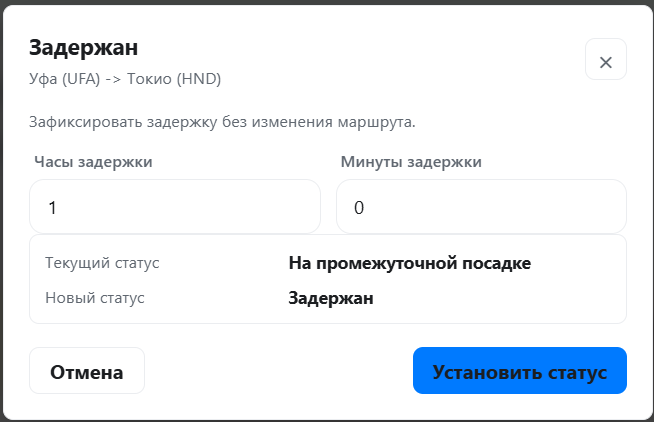 Задержан
Уфа (UFA) -> Токио (HND)
×
Зафиксировать задержку без изменения маршрута.
Часы задержки Минуты задержки
1 0
Текущий статус На промежуточной посадке
Новый статус Задержан
Отмена Установить статус